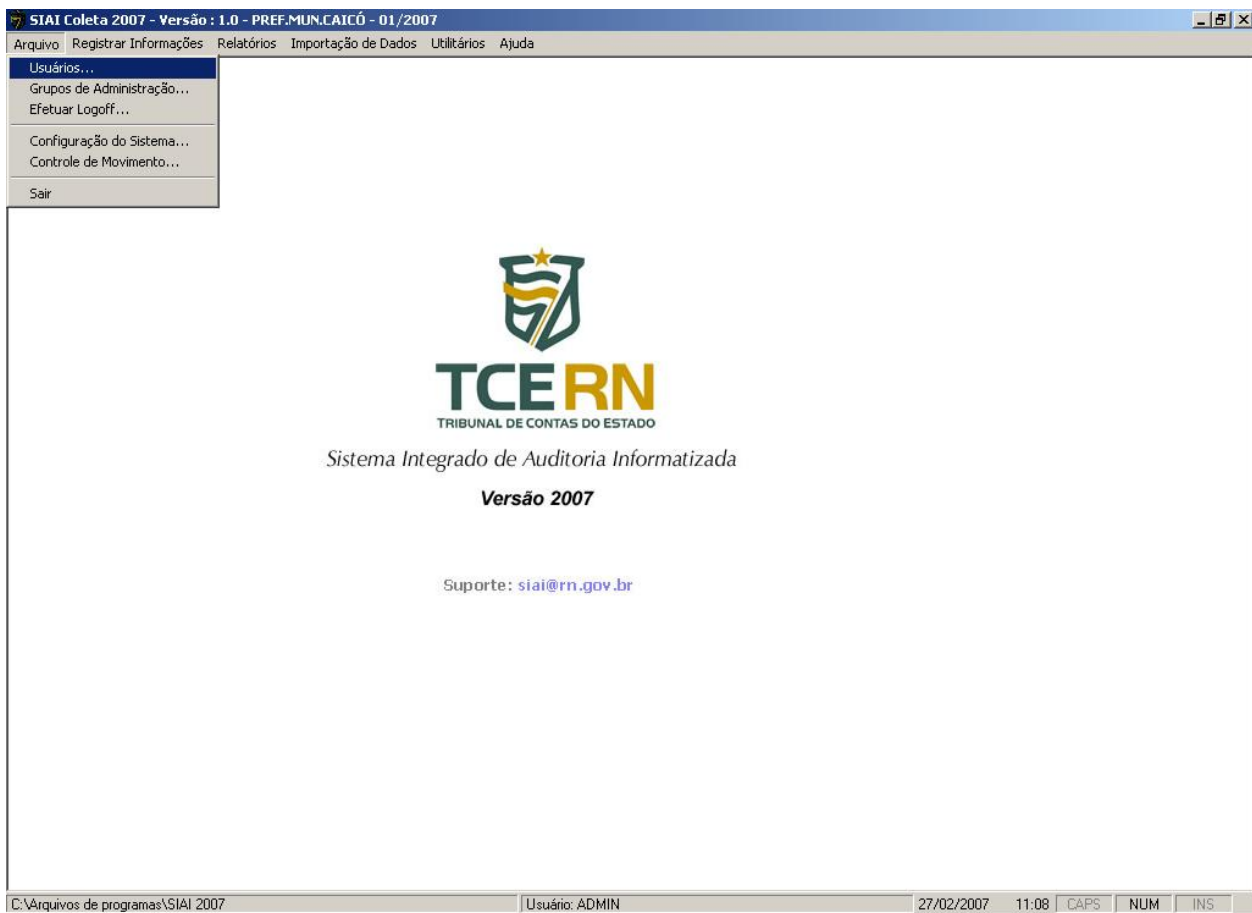 SIAI Coleta 2007 - Versão : 1.0 - PREF.MUN.CAICÓ - 01/2007
Arquivo Registrar Informações Relatórios Importação de Dados Utilitários Ajuda
Usuários...
Grupos de Administração...
Efetuar Logoff...
Configuração do Sistema...
Controle de Movimento...
Sair
TCERN
TRIBUNAL DE CONTAS DO ESTADO
Sistema Integrado de Auditoria Informatizada
Versão 2007
Suporte: siai@rn.gov.br
C:\Arquivos de programas\SIAI 2007 Usuário: ADMIN 27/02/2007 11:08 CAPS NUM INS